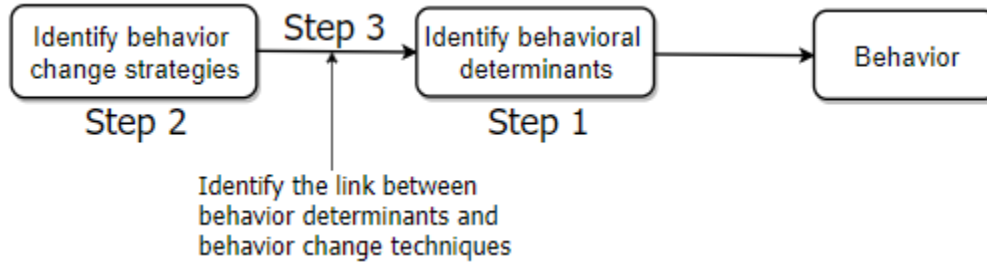 Identify behavior
change strategies
Step 3
Identify behavioral
determinants
Behavior
Step 2
Step 1
Identify the link between
behavior determinants and
behavior change techniques